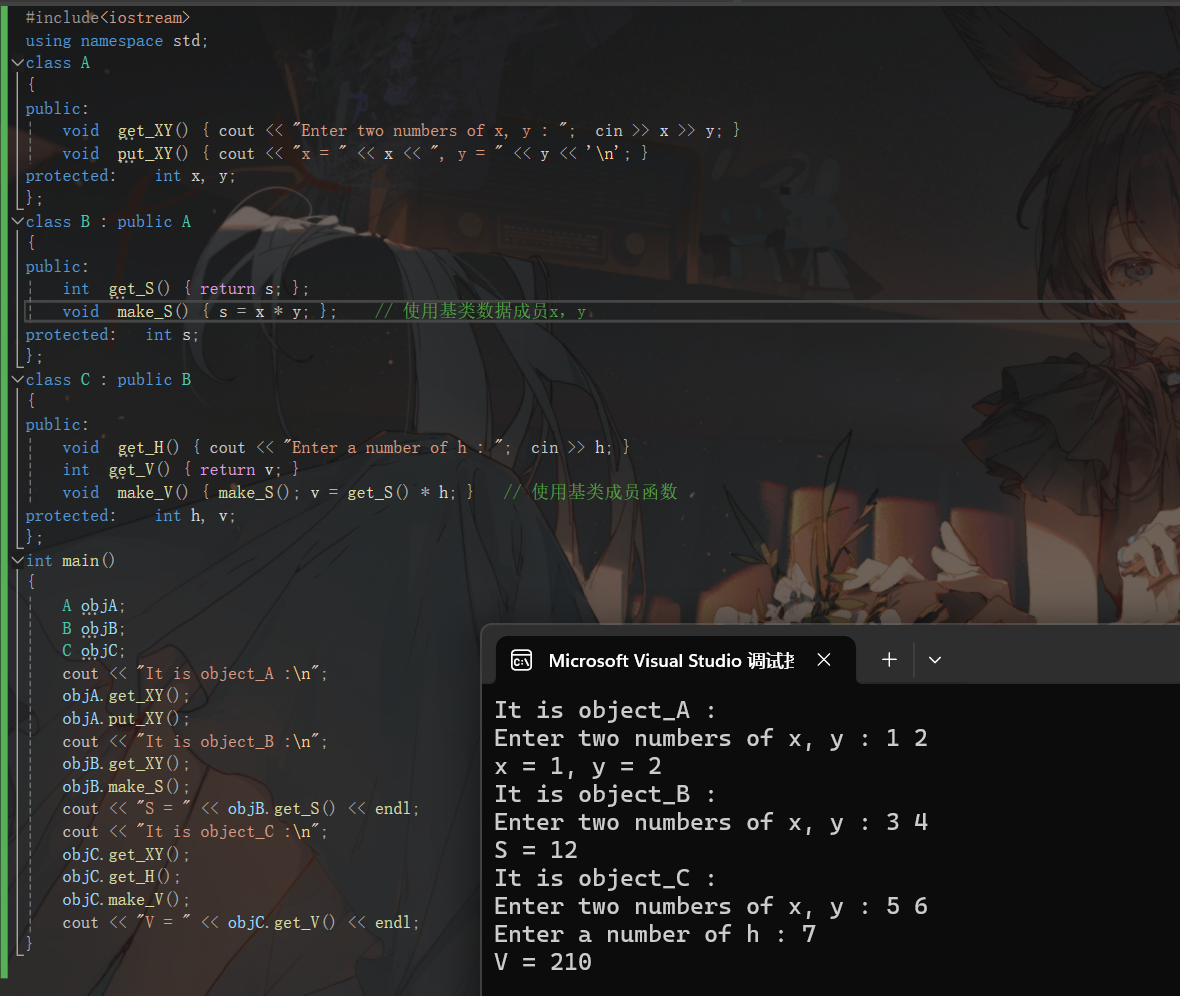 #include<iostream>
using namespace std;
class A
{
public:
    void  get_XY() { cout << "Enter two numbers of x, y : ";  cin >> x >> y; }
    void  put_XY() { cout << "x = " << x << ", y = " << y << '\n'; }
protected:    int x, y;
};
class B : public A
{
public:
    int  get_S() { return s; };
    void  make_S() { s = x * y; };    // 使用基类数据成员x，y
protected:   int s;
};
class C : public B
{
public:
    void  get_H() { cout << "Enter a number of h : ";  cin >> h; }
    int  get_V() { return v; }
    void  make_V() { make_S(); v = get_S() * h; }   // 使用基类成员函数
protected:    int h, v;
};
int main()
{
    A objA;
    B objB;
    C objC;
    cout << "It is object_A :\n";
    objA.get_XY();
    objA.put_XY();
    cout << "It is object_B :\n";
    objB.get_XY();
    objB.make_S();
    cout << "S = " << objB.get_S() << endl;
    cout << "It is object_C :\n";
    objC.get_XY();
    objC.get_H();
    objC.make_V();
    cout << "V = " << objC.get_V() << endl;
}
Microsoft Visual Studio 调试
It is object_A :
Enter two numbers of x, y : 1 2
x = 1, y = 2
It is object_B :
Enter two numbers of x, y : 3 4
S = 12
It is object_C :
Enter two numbers of x, y : 5 6
Enter a number of h : 7
V = 210